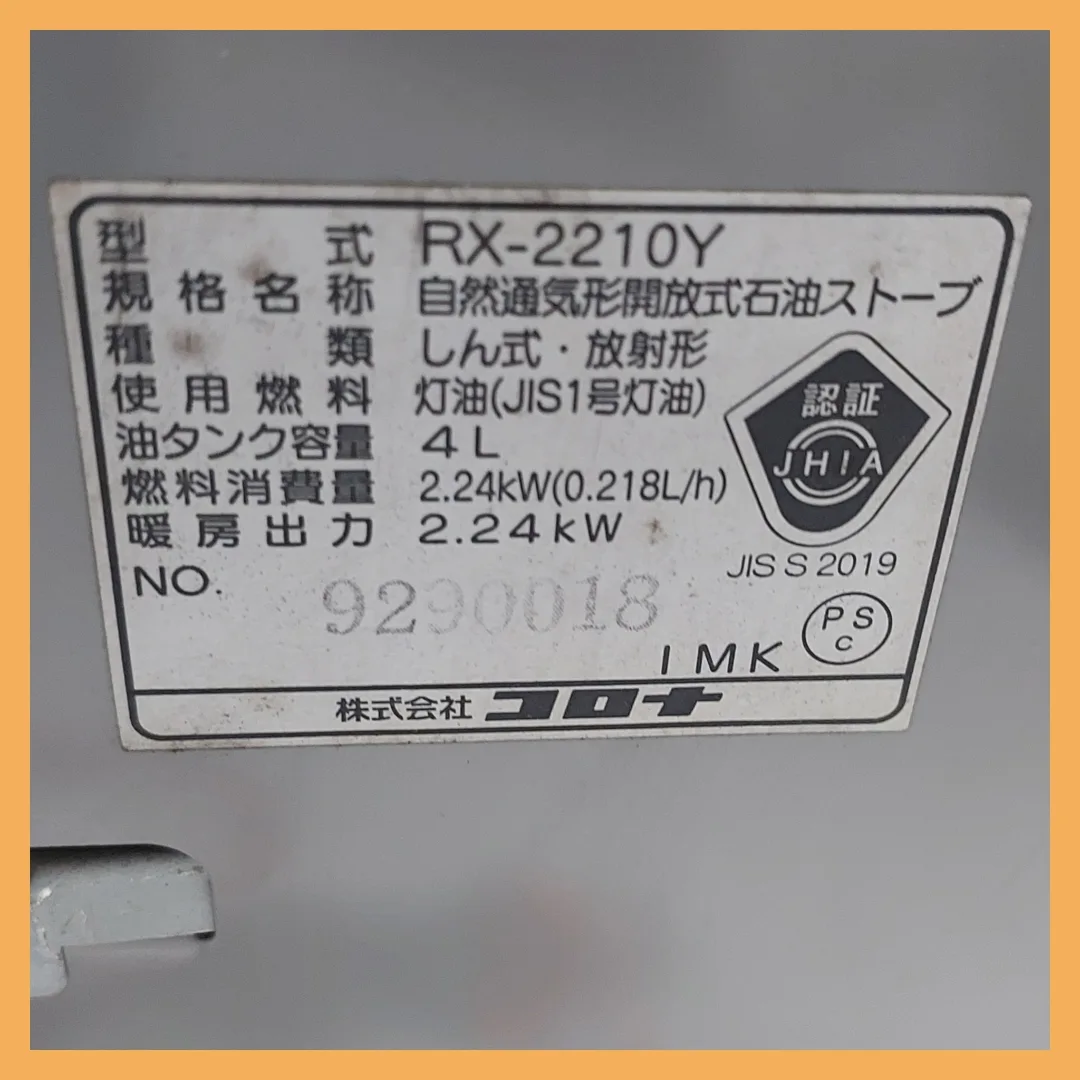 型式 RX-2210Y
規格名称 自然通気形開放式石油ストーブ
種類 しん式・放射形
使用燃料 灯油(JIS1号灯油)
油タンク容量 4L
燃料消費量 2.24kW(0.218L/h)
暖房出力 2.24kW
認証
JHIA
JIS S 2019
NO. 9290018
PS
C
IMK
株式会社 コロナ